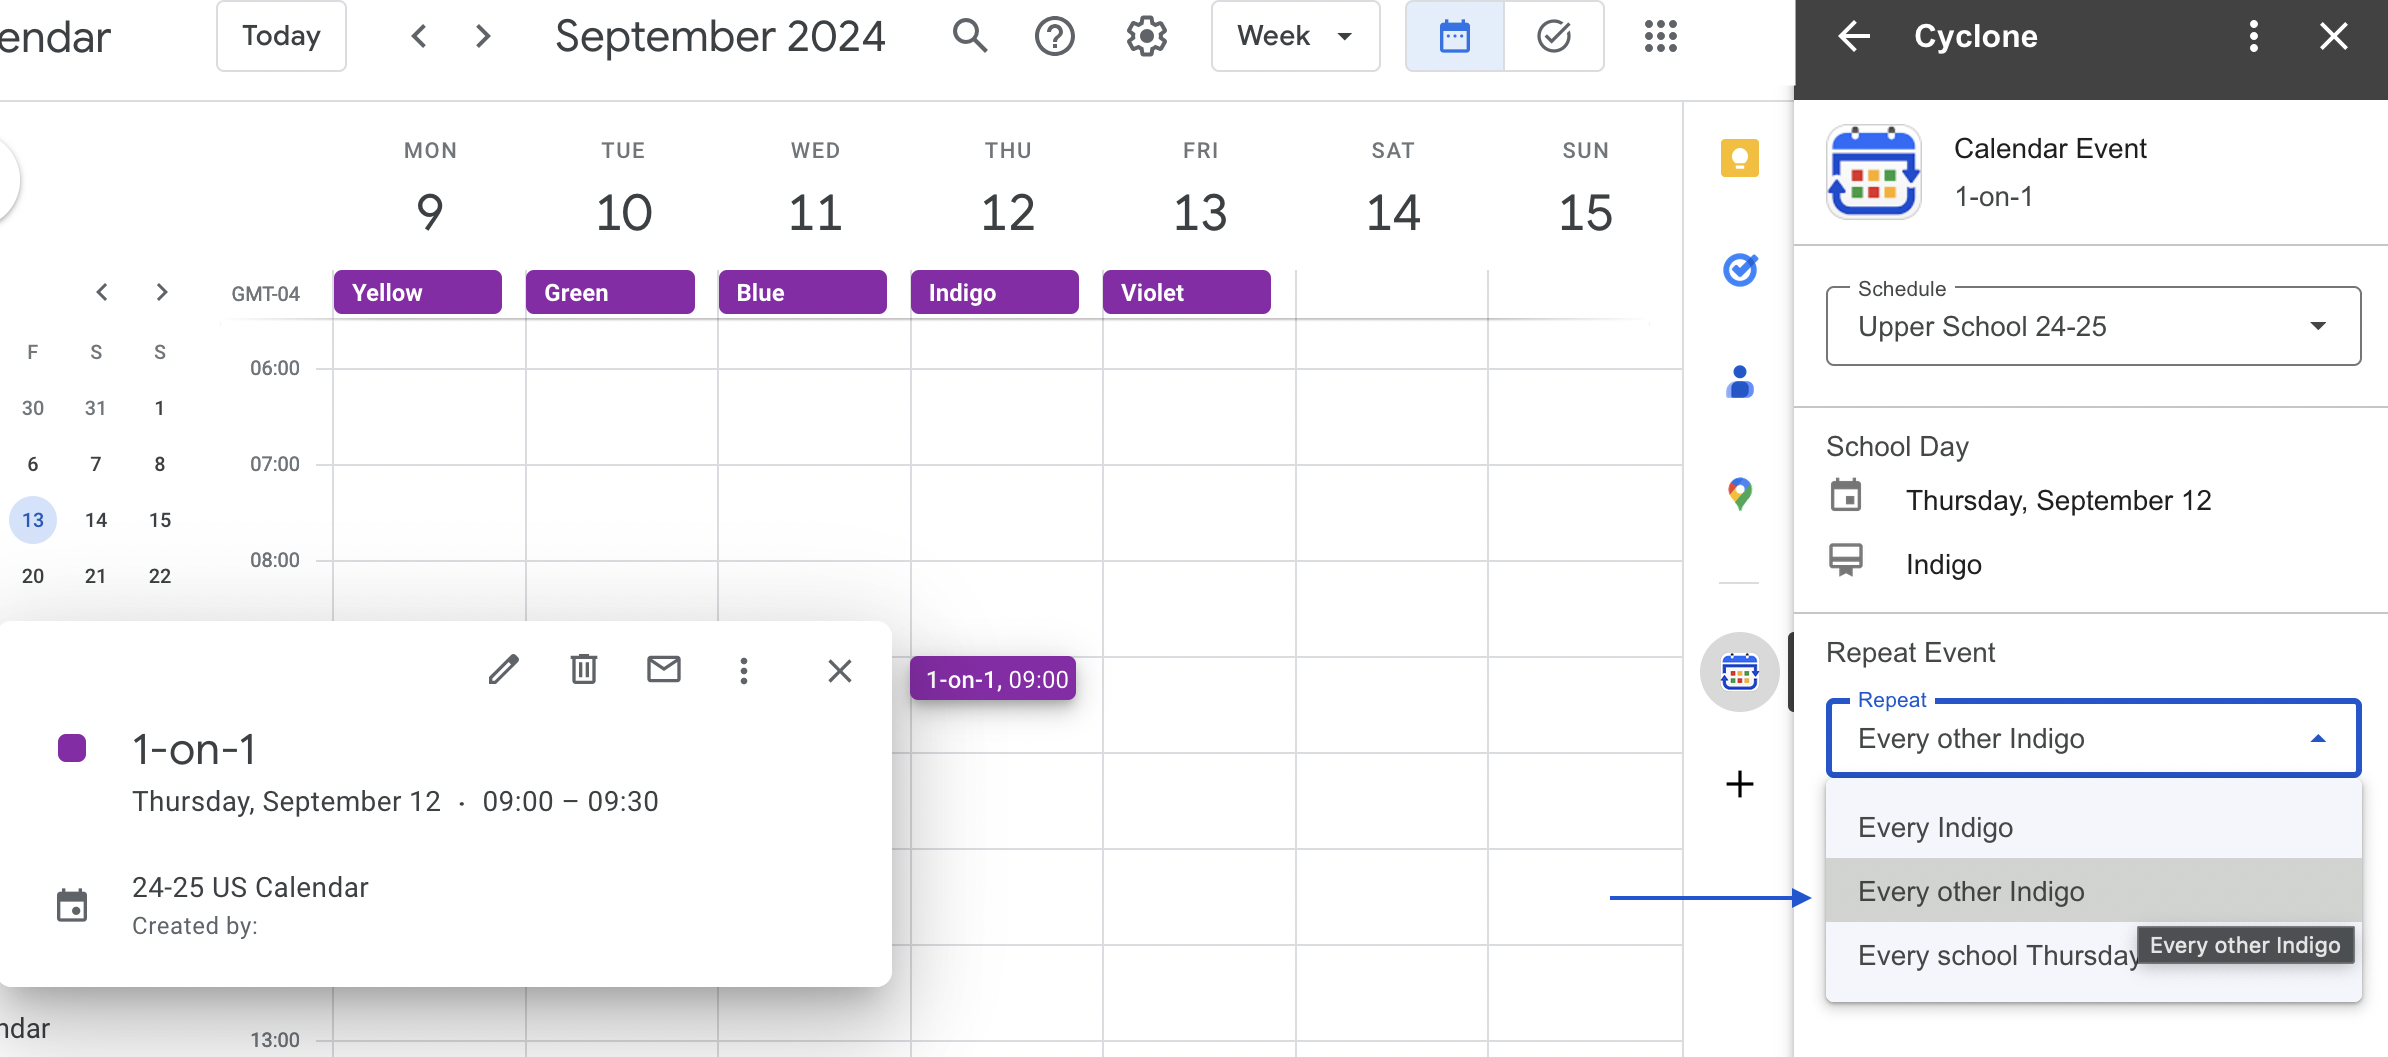 endar
Today
September 2024
Week
MON TUE WED THU FRI SAT SUN
9 10 11 12 13 14 15
GMT-04
Yellow Green Blue Indigo Violet
F S S
30 31 1
6 7 8
13 14 15
20 21 22
06:00
07:00
08:00
1-on-1, 09:00
1-on-1
Thursday, September 12 · 09:00 – 09:30
24-25 US Calendar
Created by:
ndar
13:00
Cyclone
Calendar Event
1-on-1
Schedule
Upper School 24-25
School Day
Thursday, September 12
Indigo
Repeat Event
Repeat
Every other Indigo
Every Indigo
Every other Indigo
Every school Thursday
Every other Indigo